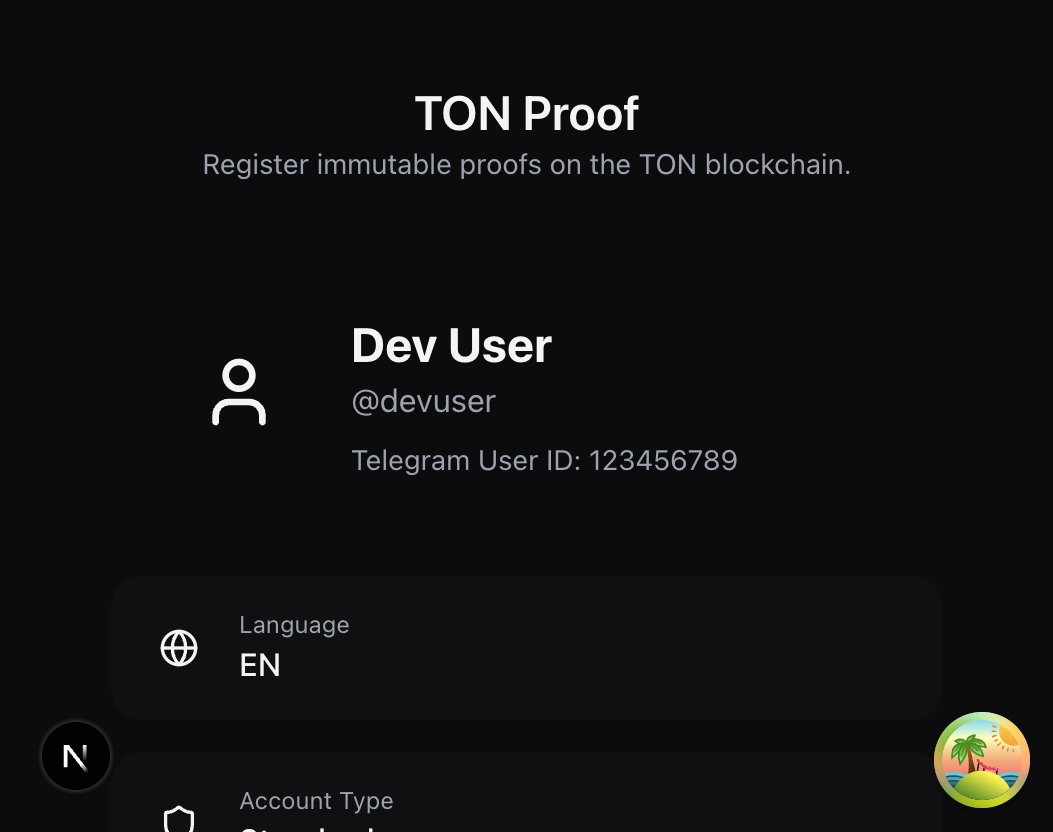 TON Proof
Register immutable proofs on the TON blockchain.
Dev User
@devuser
Telegram User ID: 123456789
Language
EN
N
Account Type